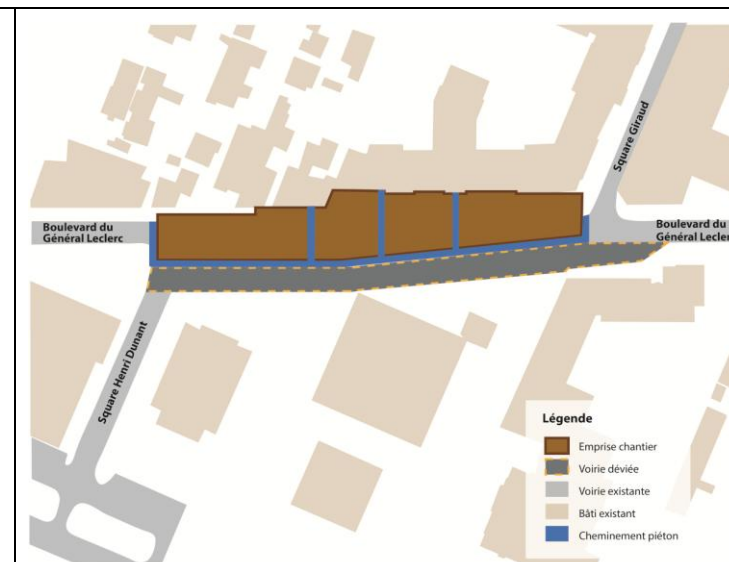 Square Giraud
Boulevard du
Général Leclerc
Boulevard du
Général Leclerc
Square Henri Dunant
Légende
Emprise chantier
Voirie déviée
Voirie existante
Bâti existant
Cheminement piéton